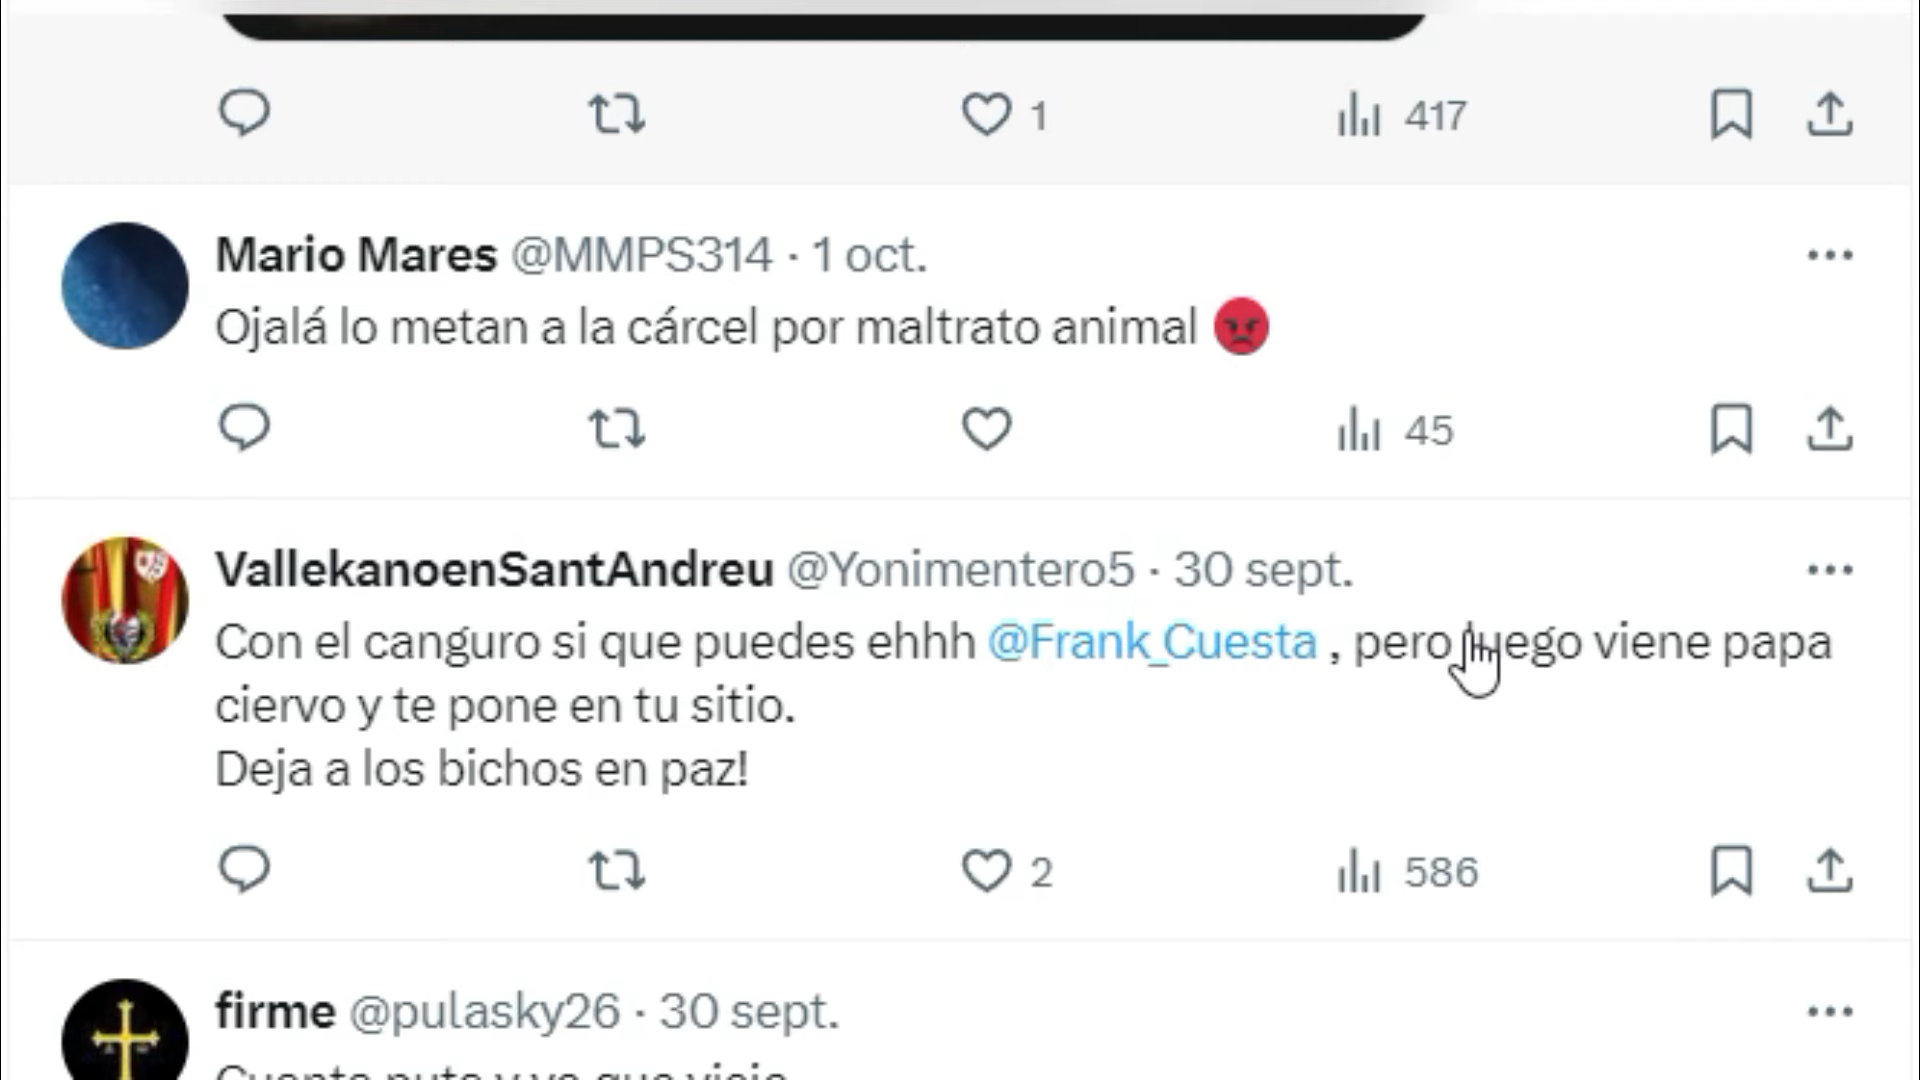 1 417
Mario Mares @MMPS314 · 1 oct.
Ojalá lo metan a la cárcel por maltrato animal 😡
45
VallekanoenSantAndreu @Yonimentero5 · 30 sept.
Con el canguro si que puedes ehhh @Frank_Cuesta , pero luego viene papa
ciervo y te pone en tu sitio.
Deja a los bichos en paz!
2 586
firme @pulasky26 · 30 sept.